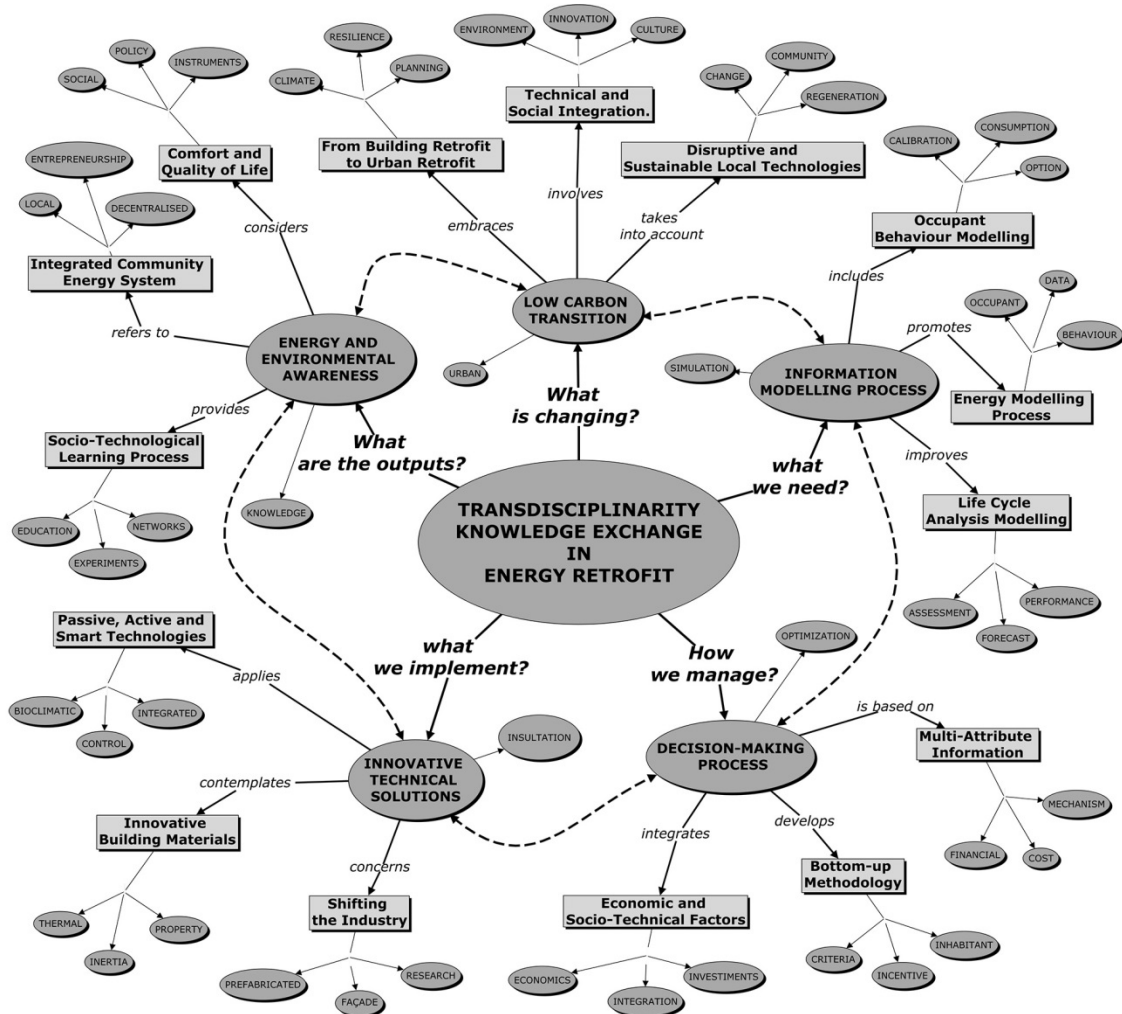 ENVIRONMENT
INNOVATION
CULTURE
RESILIENCE
POLICY
INSTRUMENTS
SOCIAL
CLIMATE
PLANNING
Technical and
Social Integration.
CHANGE
COMMUNITY
REGENERATION
Comfort and
Quality of Life
From Building Retrofit
to Urban Retrofit
Disruptive and
Sustainable Local Technologies
CALIBRATION
CONSUMPTION
OPTION
ENTREPRENEURSHIP
LOCAL
DECENTRALISED
considers
embraces
involves
takes
into account
Occupant
Behaviour Modelling
Integrated Community
Energy System
includes
refers to
LOW CARBON
TRANSITION
OCCUPANT
DATA
BEHAVIOUR
promotes
ENERGY AND
ENVIRONMENTAL
AWARENESS
URBAN
SIMULATION
INFORMATION
MODELLING PROCESS
Energy Modelling
Process
What
is changing?
provides
What
are the outputs?
what
we need?
improves
Socio-Technological
Learning Process
KNOWLEDGE
EDUCATION
NETWORKS
EXPERIMENTS
TRANSDISCIPLINARITY
KNOWLEDGE EXCHANGE
IN
ENERGY RETROFIT
Life Cycle
Analysis Modelling
ASSESSMENT
PERFORMANCE
FORECAST
Passive, Active and
Smart Technologies
applies
what
we implement?
How
we manage?
OPTIMIZATION
BIOCLIMATIC
INTEGRATED
CONTROL
is based on
Multi-Attribute
Information
INSULTATION
INNOVATIVE
TECHNICAL
SOLUTIONS
DECISION-MAKING
PROCESS
contemplates
Innovative
Building Materials
MECHANISM
FINANCIAL
COST
concerns
integrates
develops
Bottom-up
Methodology
Shifting
the Industry
Economic and
Socio-Technical Factors
THERMAL
PROPERTY
INERTIA
PREFABRICATED
RESEARCH
FAÇADE
ECONOMICS
INVESTIMENTS
INTEGRATION
CRITERIA
INHABITANT
INCENTIVE